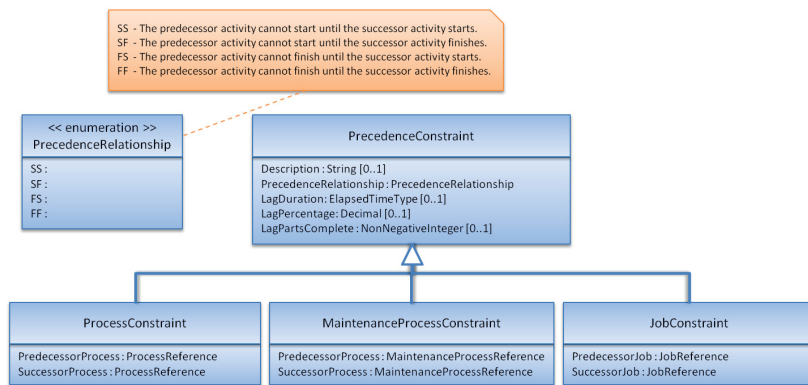 SS - The predecessor activity cannot start until the successor activity starts.
SF - The predecessor activity cannot start until the successor activity finishes.
FS - The predecessor activity cannot finish until the successor activity starts.
FF - The predecessor activity cannot finish until the successor activity finishes.
<< enumeration >>
PrecedenceRelationship
SS :
SF :
FS :
FF :
PrecedenceConstraint
Description : String [0..1]
PrecedenceRelationship : PrecedenceRelationship
LagDuration: ElapsedTimeType [0..1]
LagPercentage: Decimal [0..1]
LagPartsComplete : NonNegativeInteger [0..1]
ProcessConstraint
PredecessorProcess : ProcessReference
SuccessorProcess : ProcessReference
MaintenanceProcessConstraint
PredecessorProcess : MaintenanceProcessReference
SuccessorProcess : MaintenanceProcessReference
JobConstraint
PredecessorJob : JobReference
SuccessorJob : JobReference